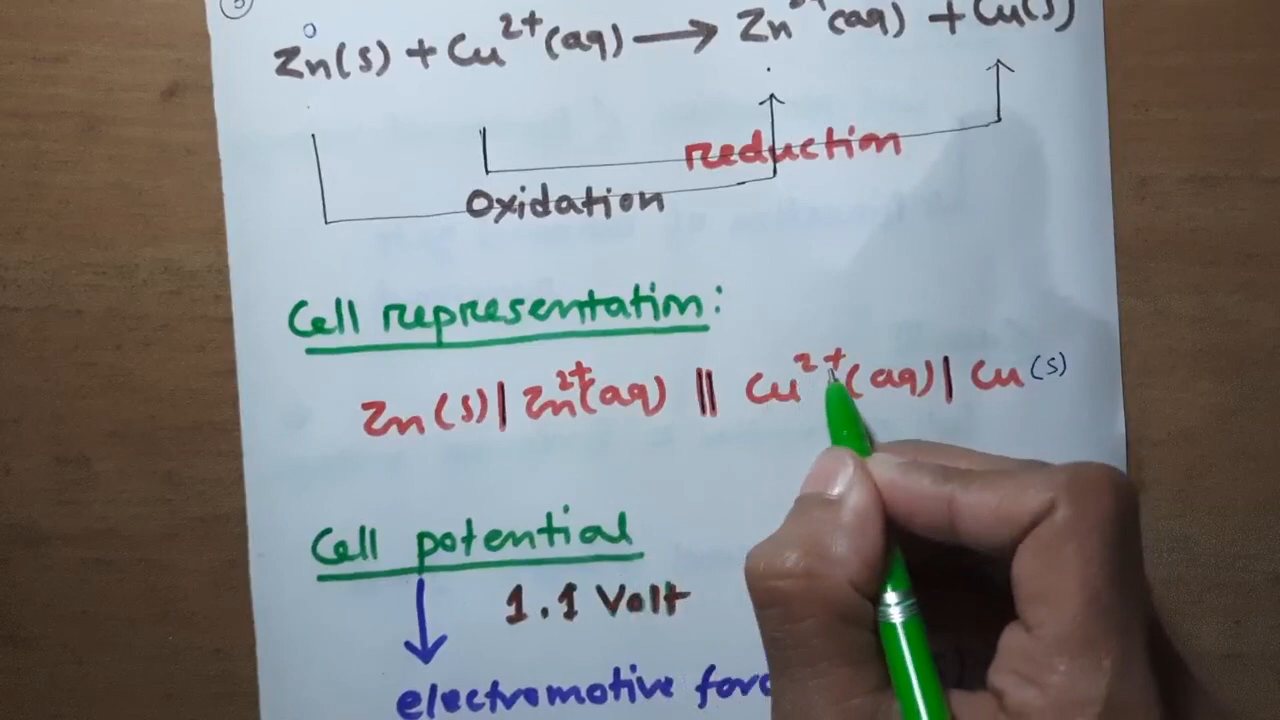 Zn(s) + Cu²⁺(aq) → Zn²⁺(aq) + Cu(s)
reduction
Oxidation
Cell representation:
Zn(s) | Zn²⁺(aq) || Cu²⁺(aq) | Cu(s)
Cell potential
1.1 Volt
electromotive